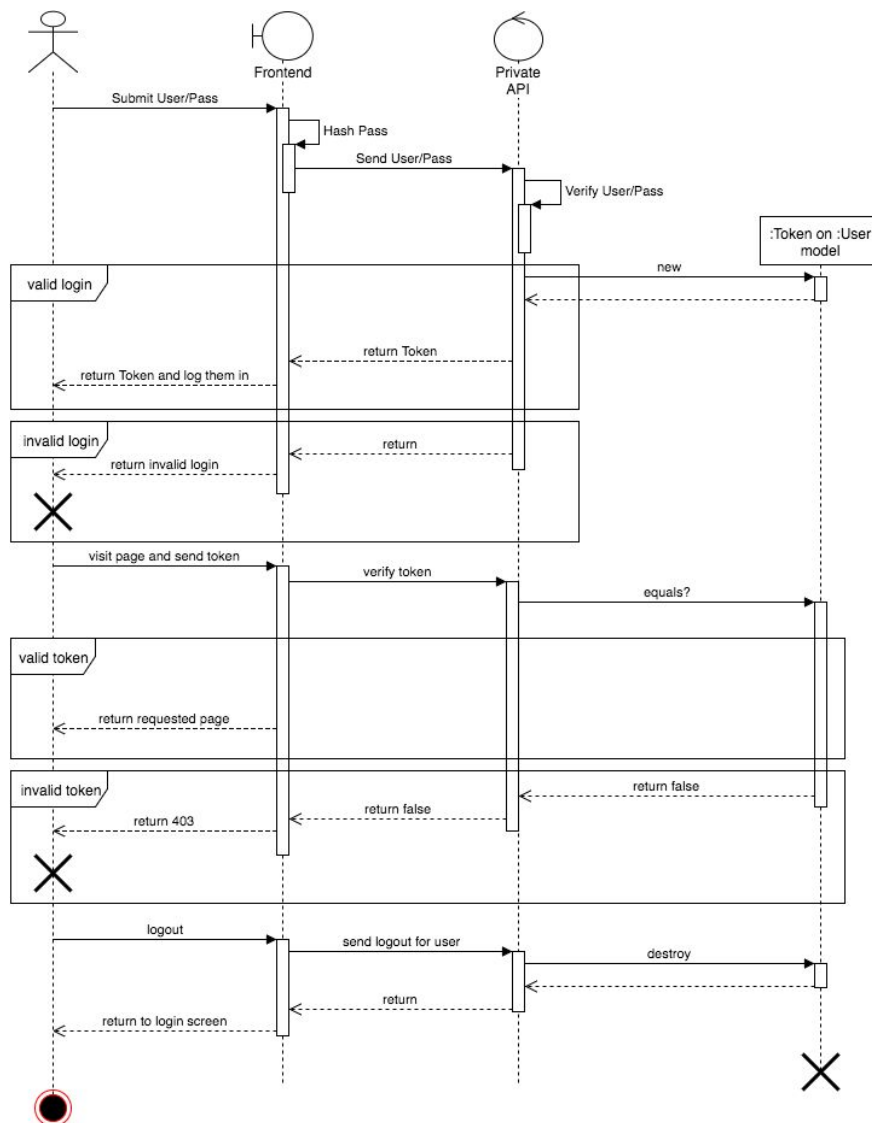 Frontend
Private
API
Submit User/Pass
Hash Pass
Send User/Pass
Verify User/Pass
:Token on :User
model
valid login
new
return Token
return Token and log them in
invalid login
return
return invalid login
visit page and send token
verify token
equals?
valid token
return requested page
invalid token
return false
return false
return 403
logout
send logout for user
destroy
return
return to login screen